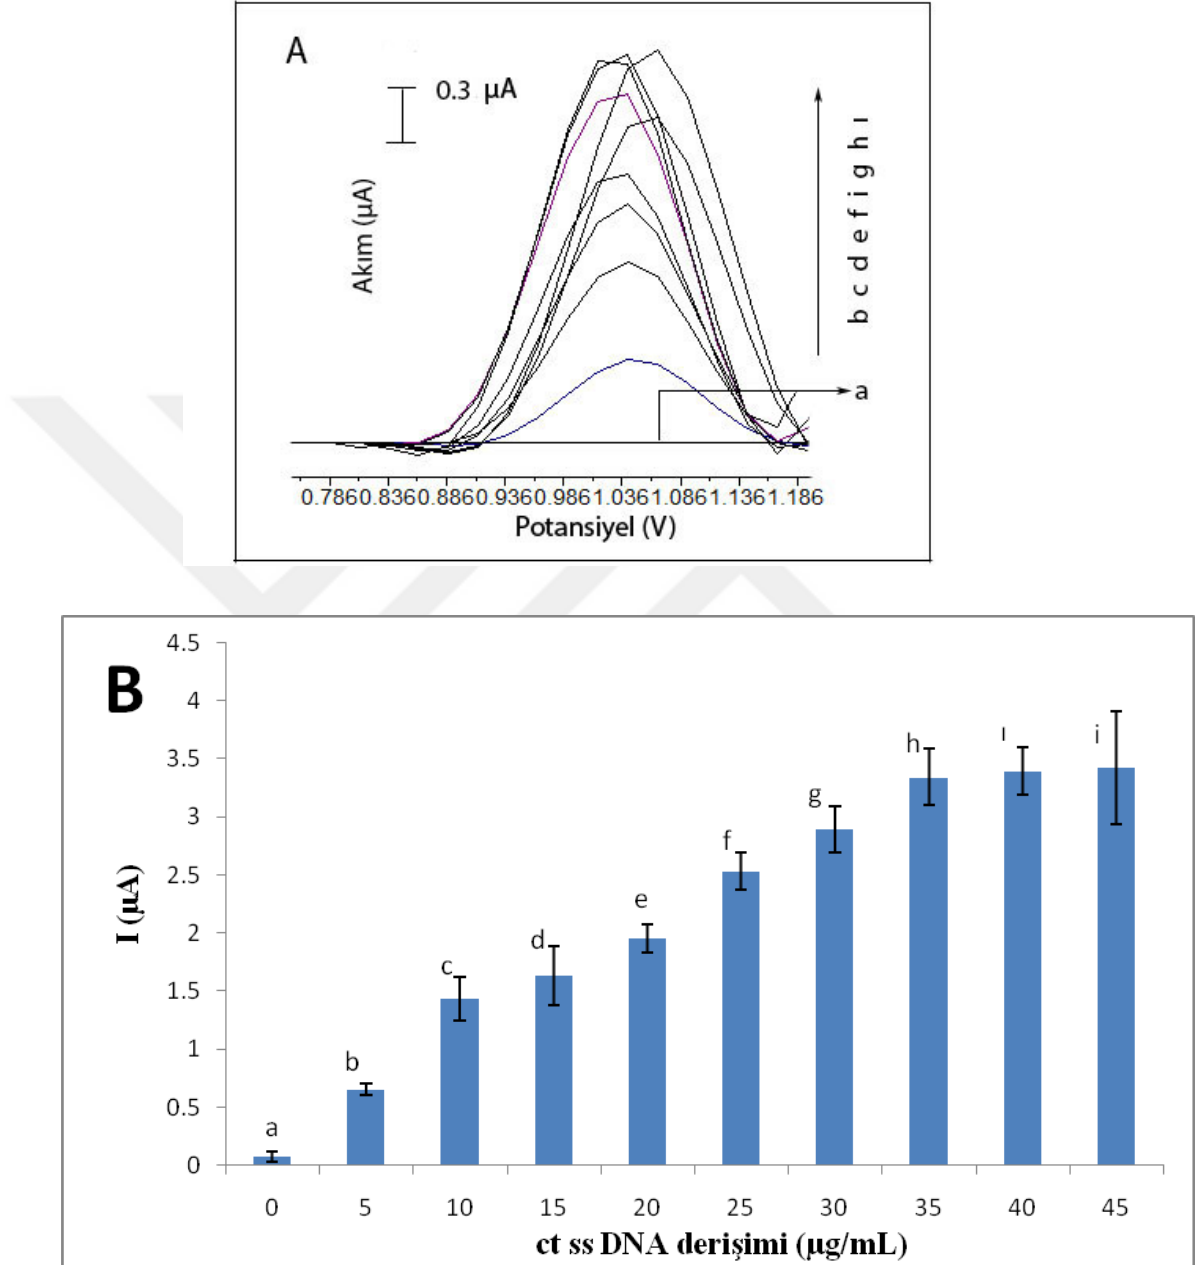 A
0.3 µA
Akım (µA)
b c d e f i g h ı
a
0.786 0.836 0.886 0.936 0.986 1.036 1.086 1.136 1.186
Potansiyel (V)
B
4.5
4
3.5
3
2.5
2
1.5
1
0.5
0
I (µA)
a
b
c
d
e
f
g
h
ı
i
0 5 10 15 20 25 30 35 40 45
ct ss DNA derişimi (µg/mL)